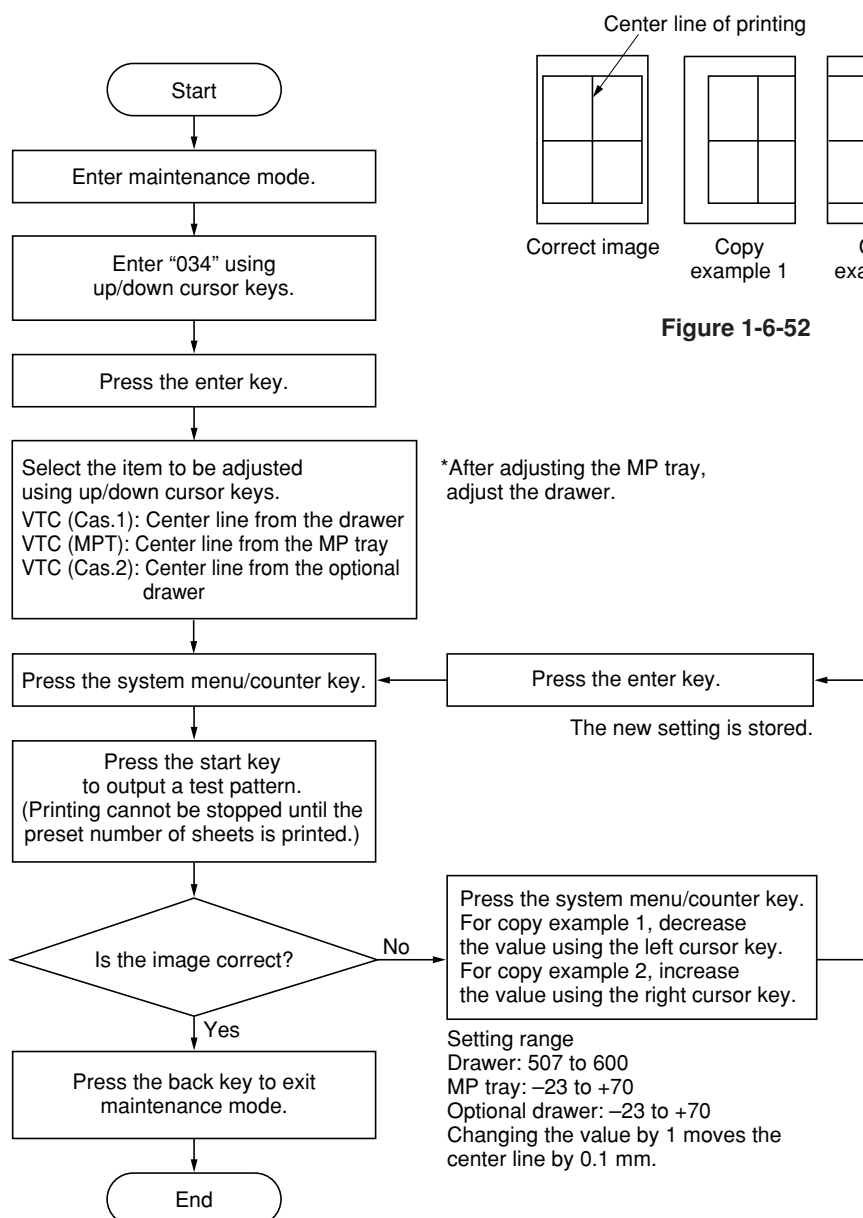 Center line of printing
Correct image
Copy
example 1
Figure 1-6-52
Start
Enter maintenance mode.
Enter “034” using
up/down cursor keys.
Press the enter key.
Select the item to be adjusted
using up/down cursor keys.
VTC (Cas.1): Center line from the drawer
VTC (MPT): Center line from the MP tray
VTC (Cas.2): Center line from the optional
drawer
*After adjusting the MP tray,
adjust the drawer.
Press the system menu/counter key.
Press the enter key.
The new setting is stored.
Press the start key
to output a test pattern.
(Printing cannot be stopped until the
preset number of sheets is printed.)
Is the image correct?
No
Yes
Press the system menu/counter key.
For copy example 1, decrease
the value using the left cursor key.
For copy example 2, increase
the value using the right cursor key.
Setting range
Drawer: 507 to 600
MP tray: –23 to +70
Optional drawer: –23 to +70
Changing the value by 1 moves the
center line by 0.1 mm.
Press the back key to exit
maintenance mode.
End